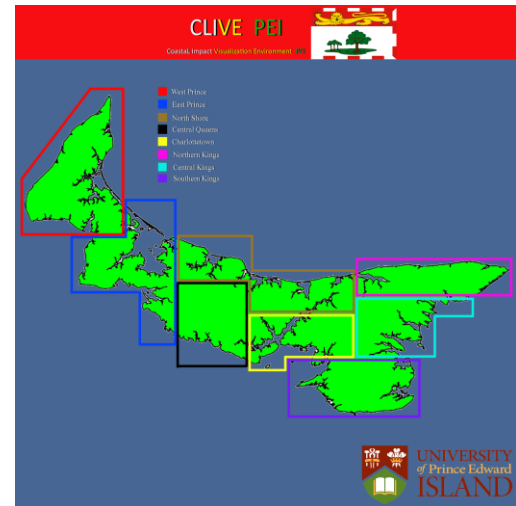 CLIVE PEI
CoastaL Impact Visualization Environment PEI
West Prince
East Prince
North Shore
Central Queens
Charlottetown
Northern Kings
Central Kings
Southern Kings
UNIVERSITY
of Prince Edward
ISLAND